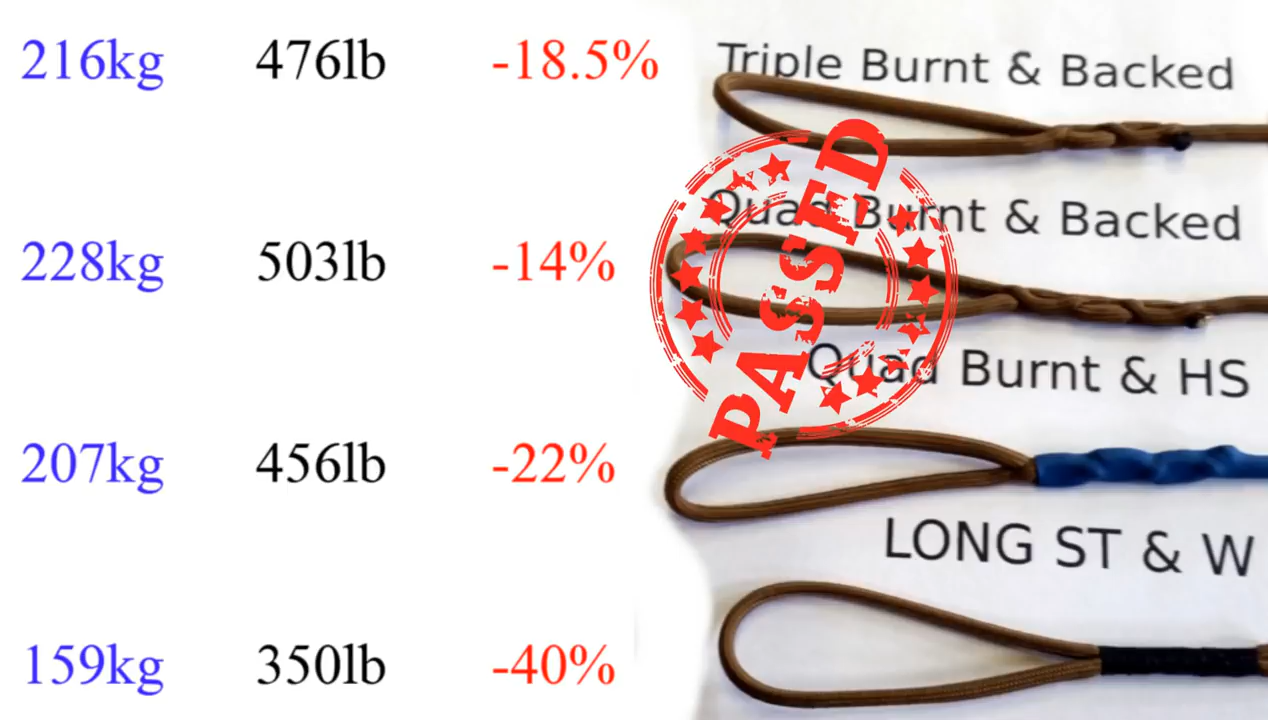 216kg 476lb -18.5% Triple Burnt & Backed
228kg 503lb -14% Quad Burnt & Backed
PASSED
207kg 456lb -22% Quad Burnt & HS
159kg 350lb -40% LONG ST & W